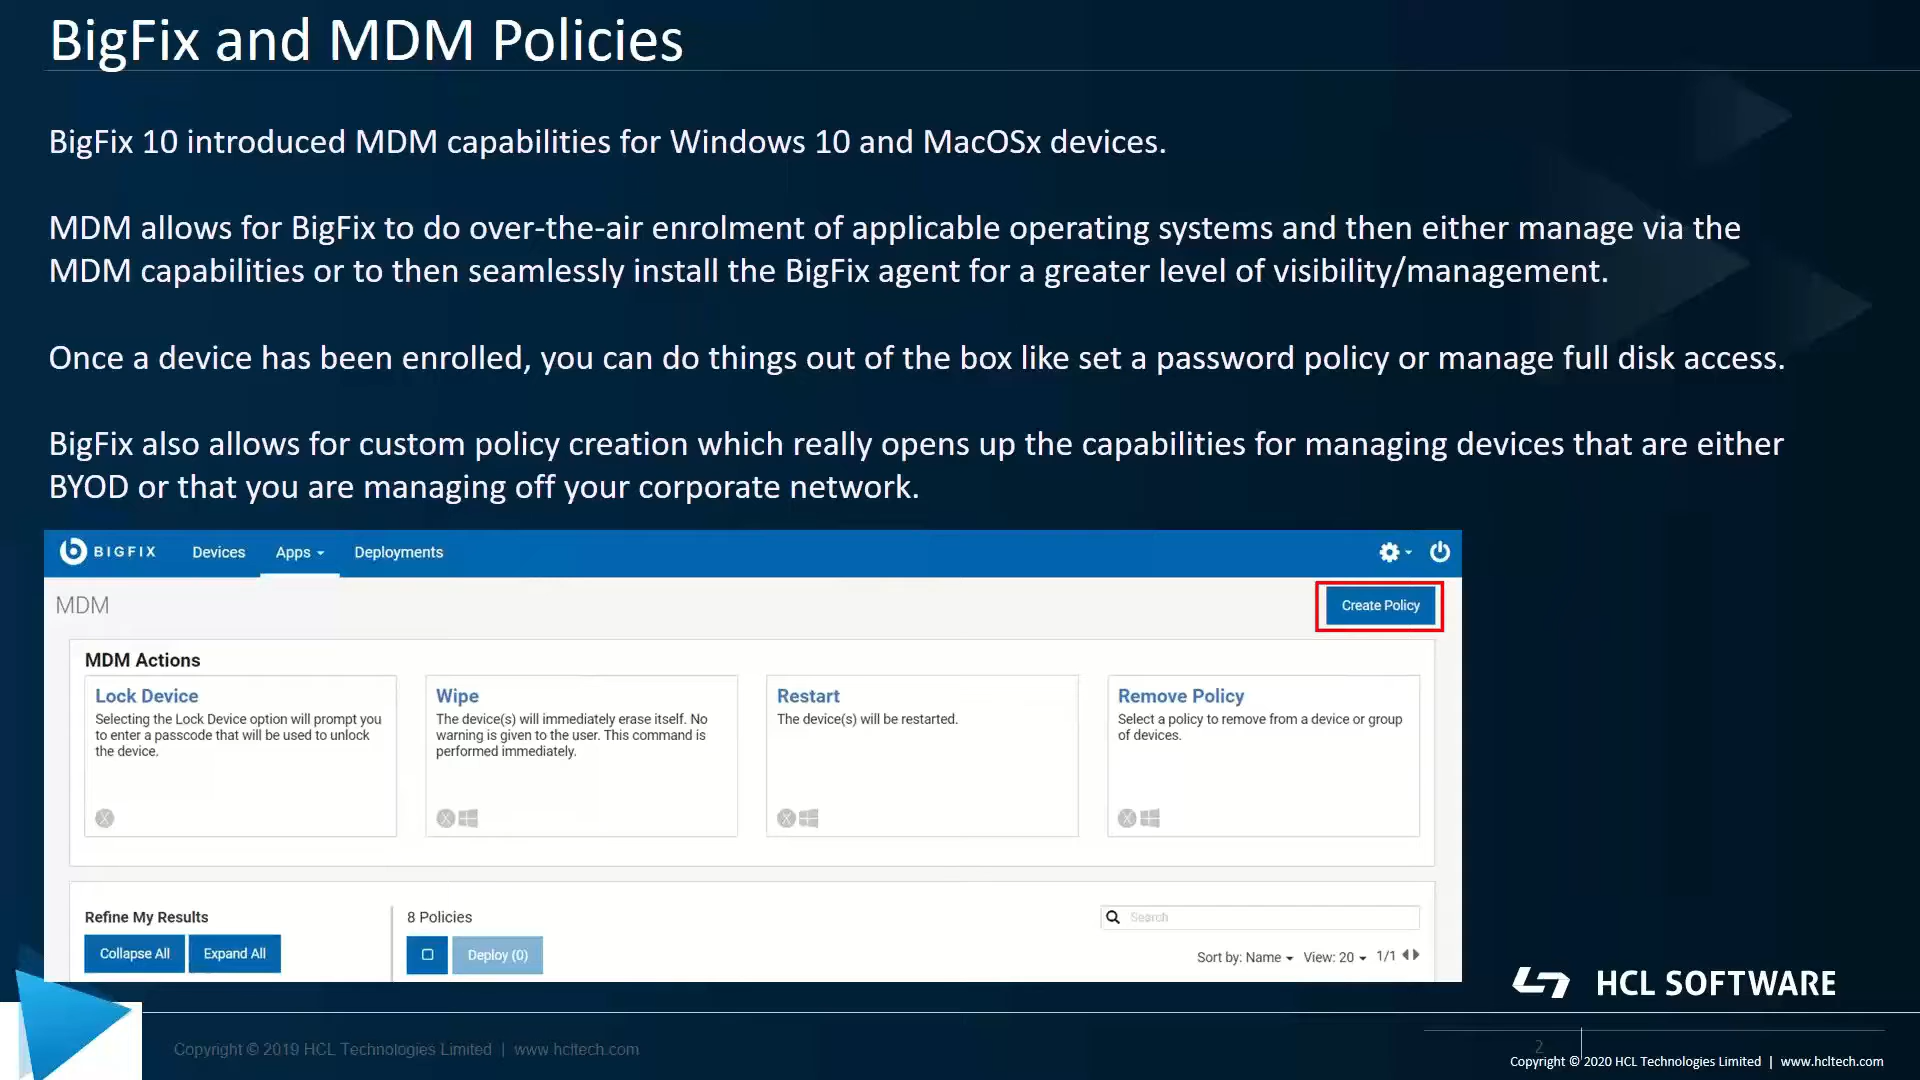 BigFix and MDM Policies
BigFix 10 introduced MDM capabilities for Windows 10 and MacOSx devices.
MDM allows for BigFix to do over-the-air enrolment of applicable operating systems and then either manage via the
MDM capabilities or to then seamlessly install the BigFix agent for a greater level of visibility/management.
Once a device has been enrolled, you can do things out of the box like set a password policy or manage full disk access.
BigFix also allows for custom policy creation which really opens up the capabilities for managing devices that are either
BYOD or that you are managing off your corporate network.
BIGFIX Devices Apps Deployments
MDM
Create Policy
MDM Actions
Lock Device
Selecting the Lock Device option will prompt you
to enter a passcode that will be used to unlock
the device.
Wipe
The device(s) will immediately erase itself. No
warning is given to the user. This command is
performed immediately.
Restart
The device(s) will be restarted.
Remove Policy
Select a policy to remove from a device or group
of devices.
Refine My Results
Collapse All Expand All
8 Policies
Search
Deploy (0)
Sort by: Name View: 20 1/1
HCL SOFTWARE
Copyright © 2019 HCL Technologies Limited | www.hcltech.com
2
Copyright © 2020 HCL Technologies Limited | www.hcltech.com